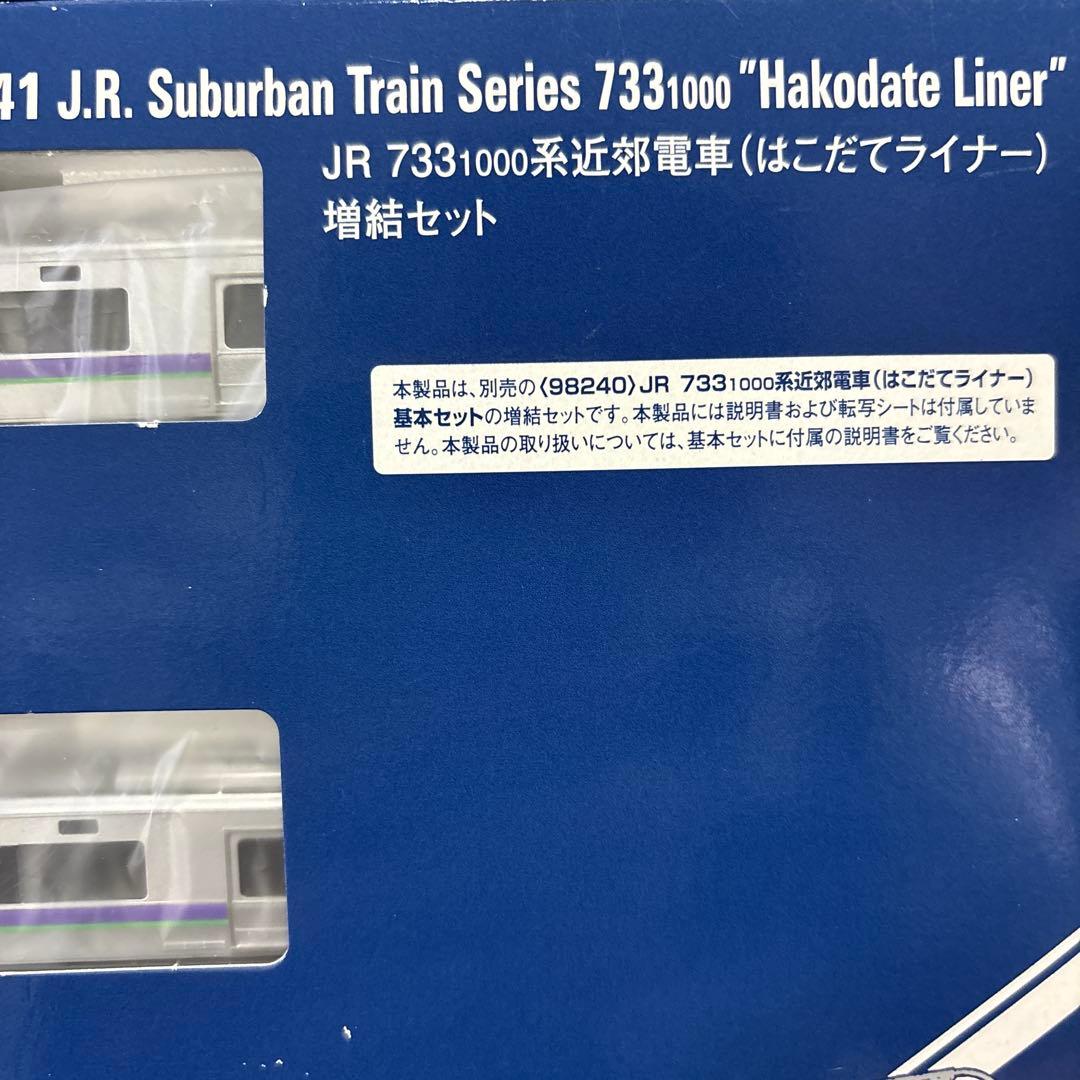 41 J.R. Suburban Train Series 7331000 "Hakodate Liner"
JR 7331000系近郊電車(はこだてライナー)
増結セット
本製品は、別売の〈98240〉JR 7331000系近郊電車(はこだてライナー)
基本セットの増結セットです。本製品には説明書および転写シートは付属していま
せん。本製品の取り扱いについては、基本セットに付属の説明書をご覧ください。